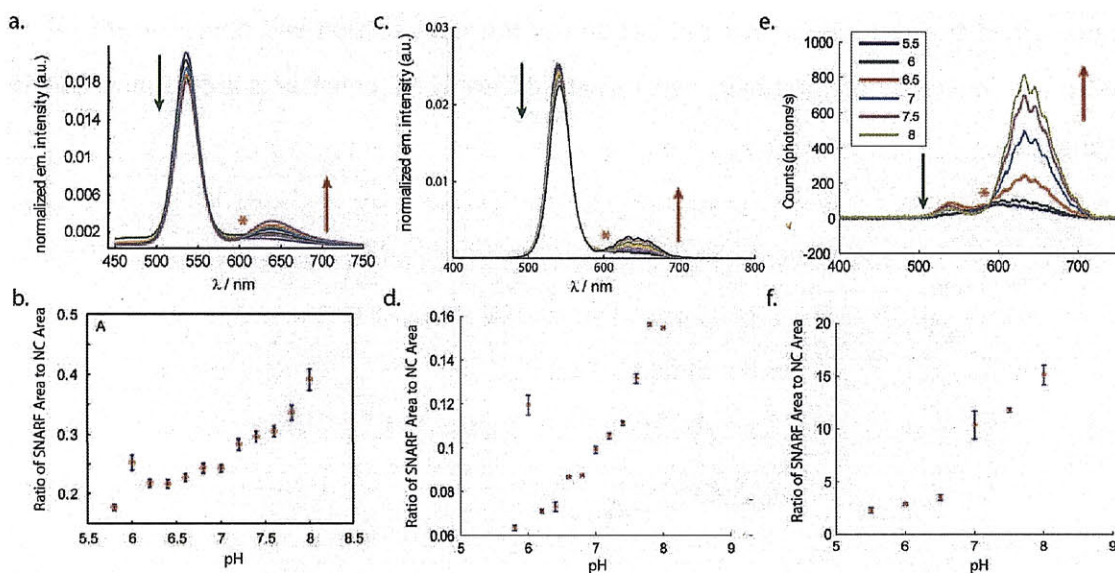 a.
normalized em. intensity (a.u.)
0.018
0.014
0.01
0.006
0.002
450 500 550 600 650 700 750
λ / nm
*
c.
normalized em. intensity (a.u.)
0.03
0.02
0.01
0
400 500 600 700 800
λ / nm
*
e.
Counts (photons/s)
1000
800
600
400
200
0
-200
400 500 600 700
5.5
6
6.5
7
7.5
8
*
b.
A
Ratio of SNARF Area to NC Area
0.5
0.4
0.3
0.2
5.5 6 6.5 7 7.5 8 8.5
pH
d.
Ratio of SNARF Area to NC Area
0.16
0.12
0.10
0.08
0.06
5 6 7 8 9
pH
f.
Ratio of SNARF Area to NC Area
20
15
10
5
0
5 6 7 8 9
pH